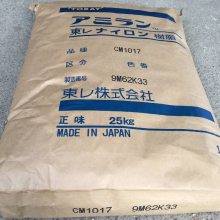 TORAY
アミラン
東レナイロン樹脂
品種 CM1017
区分 色番
製造番号 9M62K33
東レ株式会社
正味 25kg
MADE IN JAPAN
CM1017 9M62K33